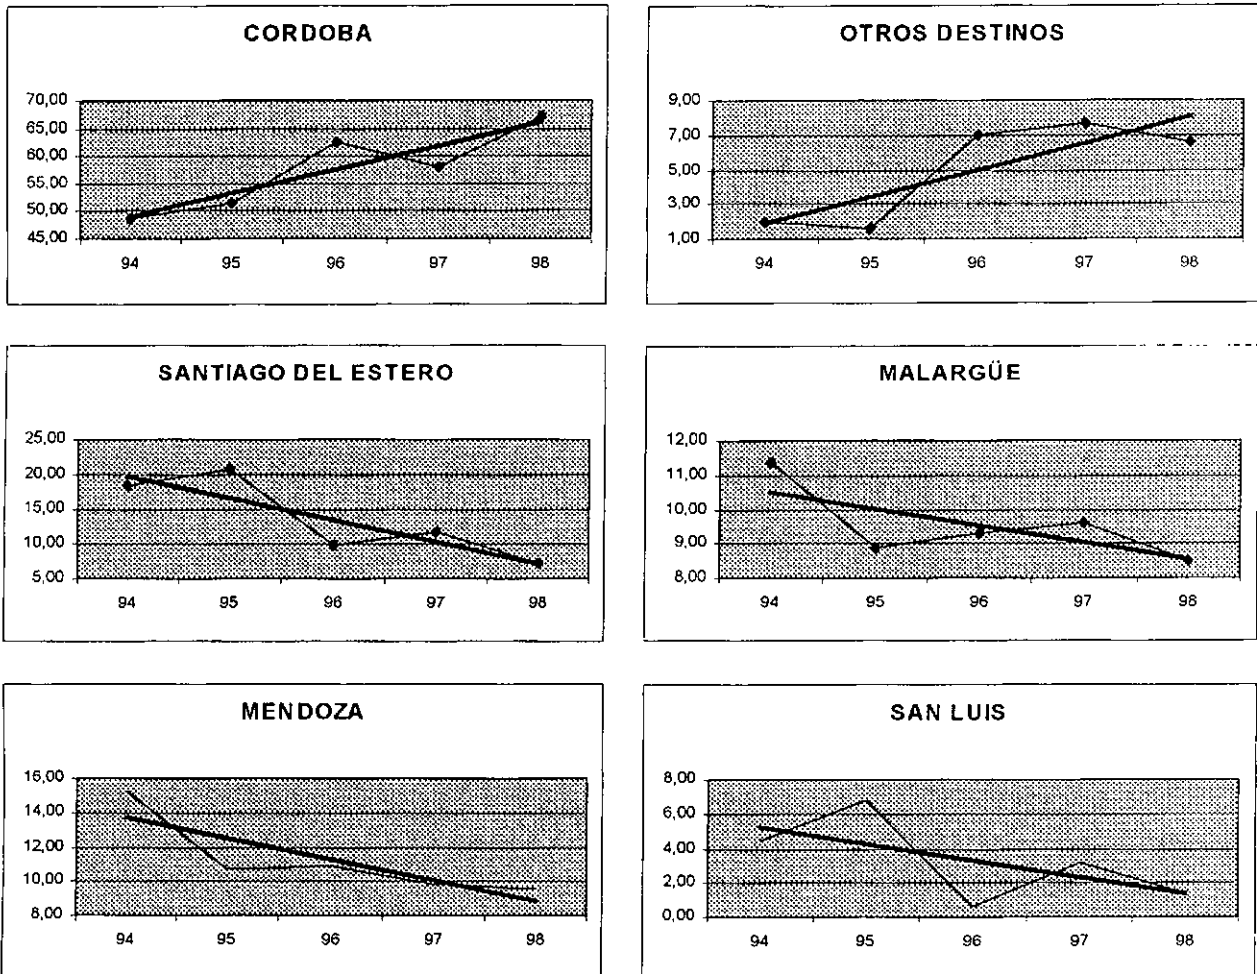 CORDOBA
70,00
65,00
60,00
55,00
50,00
45,00
94 95 96 97 98
OTROS DESTINOS
9,00
7,00
5,00
3,00
1,00
94 95 96 97 98
SANTIAGO DEL ESTERO
25,00
20,00
15,00
10,00
5,00
94 95 96 97 98
MALARGÜE
12,00
11,00
10,00
9,00
8,00
94 95 96 97 98
MENDOZA
16,00
14,00
12,00
10,00
8,00
94 95 96 97 98
SAN LUIS
8,00
6,00
4,00
2,00
0,00
94 95 96 97 98